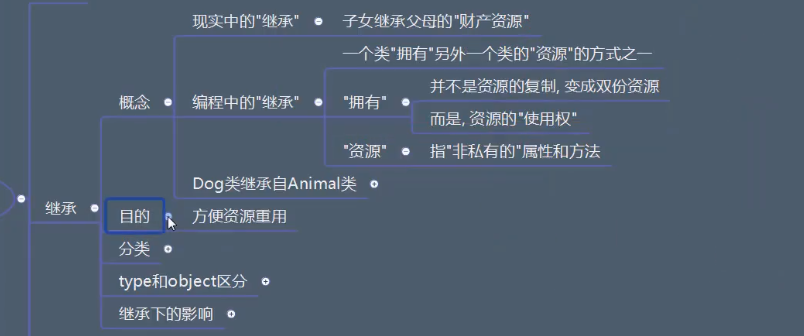 现实中的"继承"
子女继承父母的"财产资源"
一个类"拥有"另外一个类的"资源"的方式之一
概念
编程中的"继承"
"拥有"
并不是资源的复制, 变成双份资源
而是, 资源的"使用权"
"资源"
指"非私有的"属性和方法
Dog类继承自Animal类
继承
目的
方便资源重用
分类
type和object区分
继承下的影响